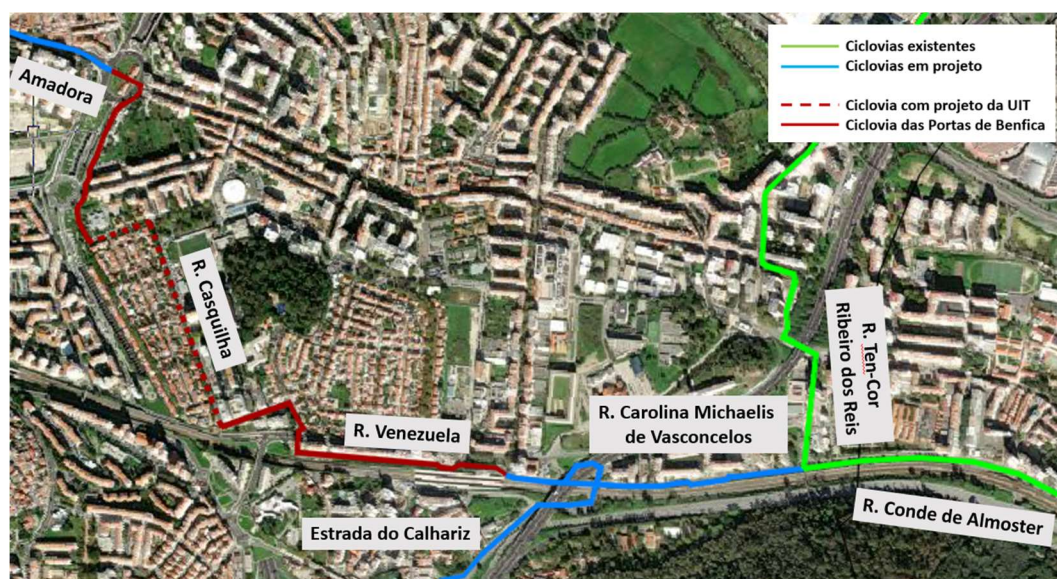 Amadora
Ciclovias existentes
Ciclovias em projeto
Ciclovia com projeto da UIT
Ciclovia das Portas de Benfica
R. Casquilha
R. Venezuela
R. Carolina Michaelis
de Vasconcelos
R. Ten-Cor
Ribeiro dos Reis
Estrada do Calhariz
R. Conde de Almoster